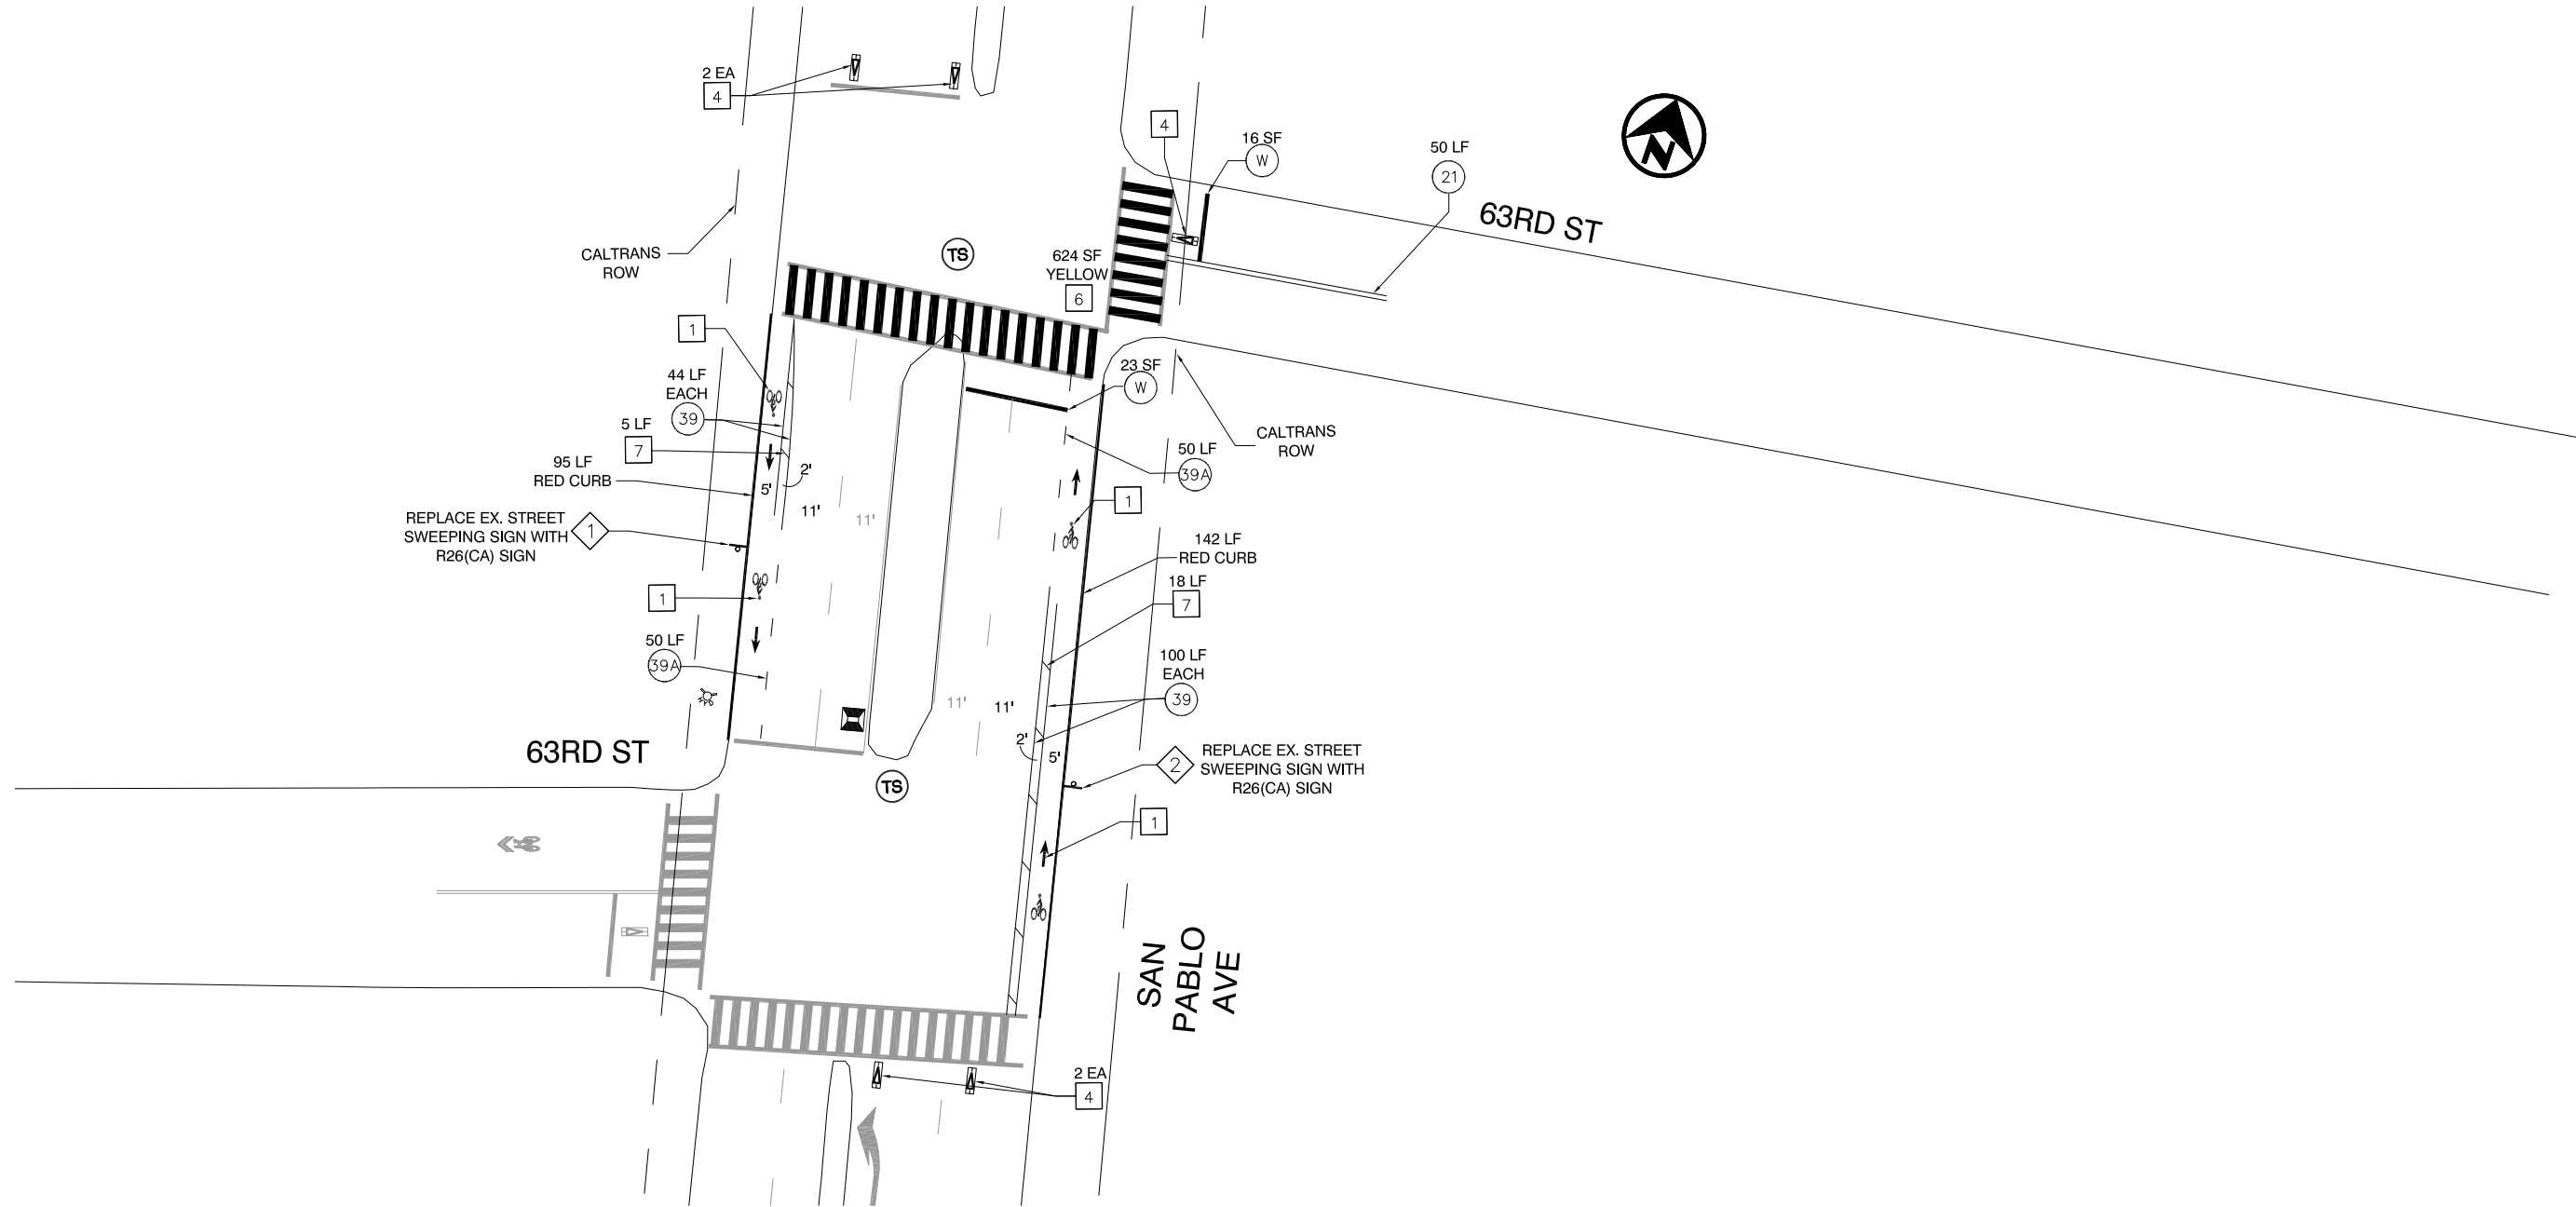 2 EA
4
4
16 SF
W
50 LF
21
N
63RD ST
CALTRANS
ROW
TS
624 SF
YELLOW
6
1
44 LF
EACH
39
5 LF
7
95 LF
RED CURB
2'
5'
11'
11'
23 SF
W
CALTRANS
ROW
50 LF
39A
1
REPLACE EX. STREET
SWEEPING SIGN WITH
R26(CA) SIGN
1
142 LF
RED CURB
18 LF
7
1
50 LF
39A
100 LF
EACH
39
11'
11'
2'
5'
63RD ST
TS
2
REPLACE EX. STREET
SWEEPING SIGN WITH
R26(CA) SIGN
1
SAN
PABLO
AVE
2 EA
4